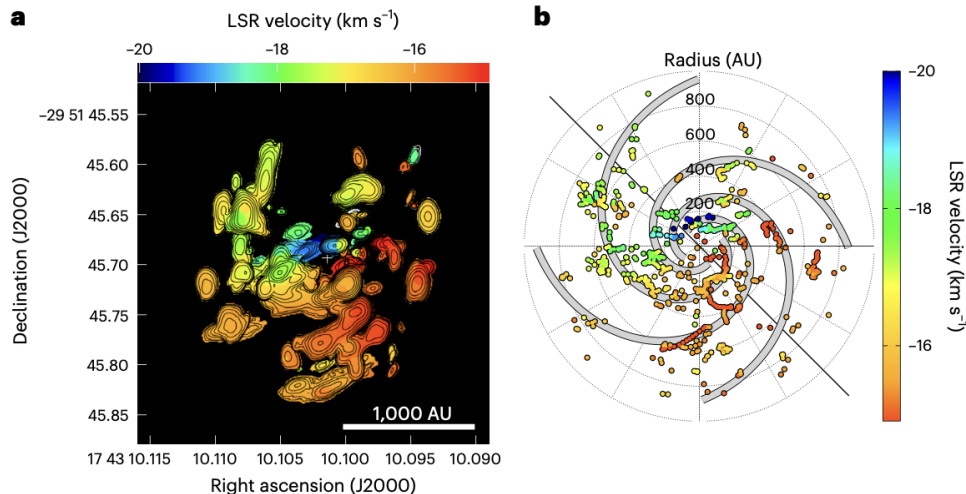 a
LSR velocity (km s⁻¹)
−20 −18 −16
Declination (J2000)
−29 51 45.55
45.60
45.65
45.70
45.75
45.80
45.85
1,000 AU
17 43 10.115 10.110 10.105 10.100 10.095 10.090
Right ascension (J2000)
b
Radius (AU)
800
600
400
200
−20
−18
−16
LSR velocity (km s⁻¹)